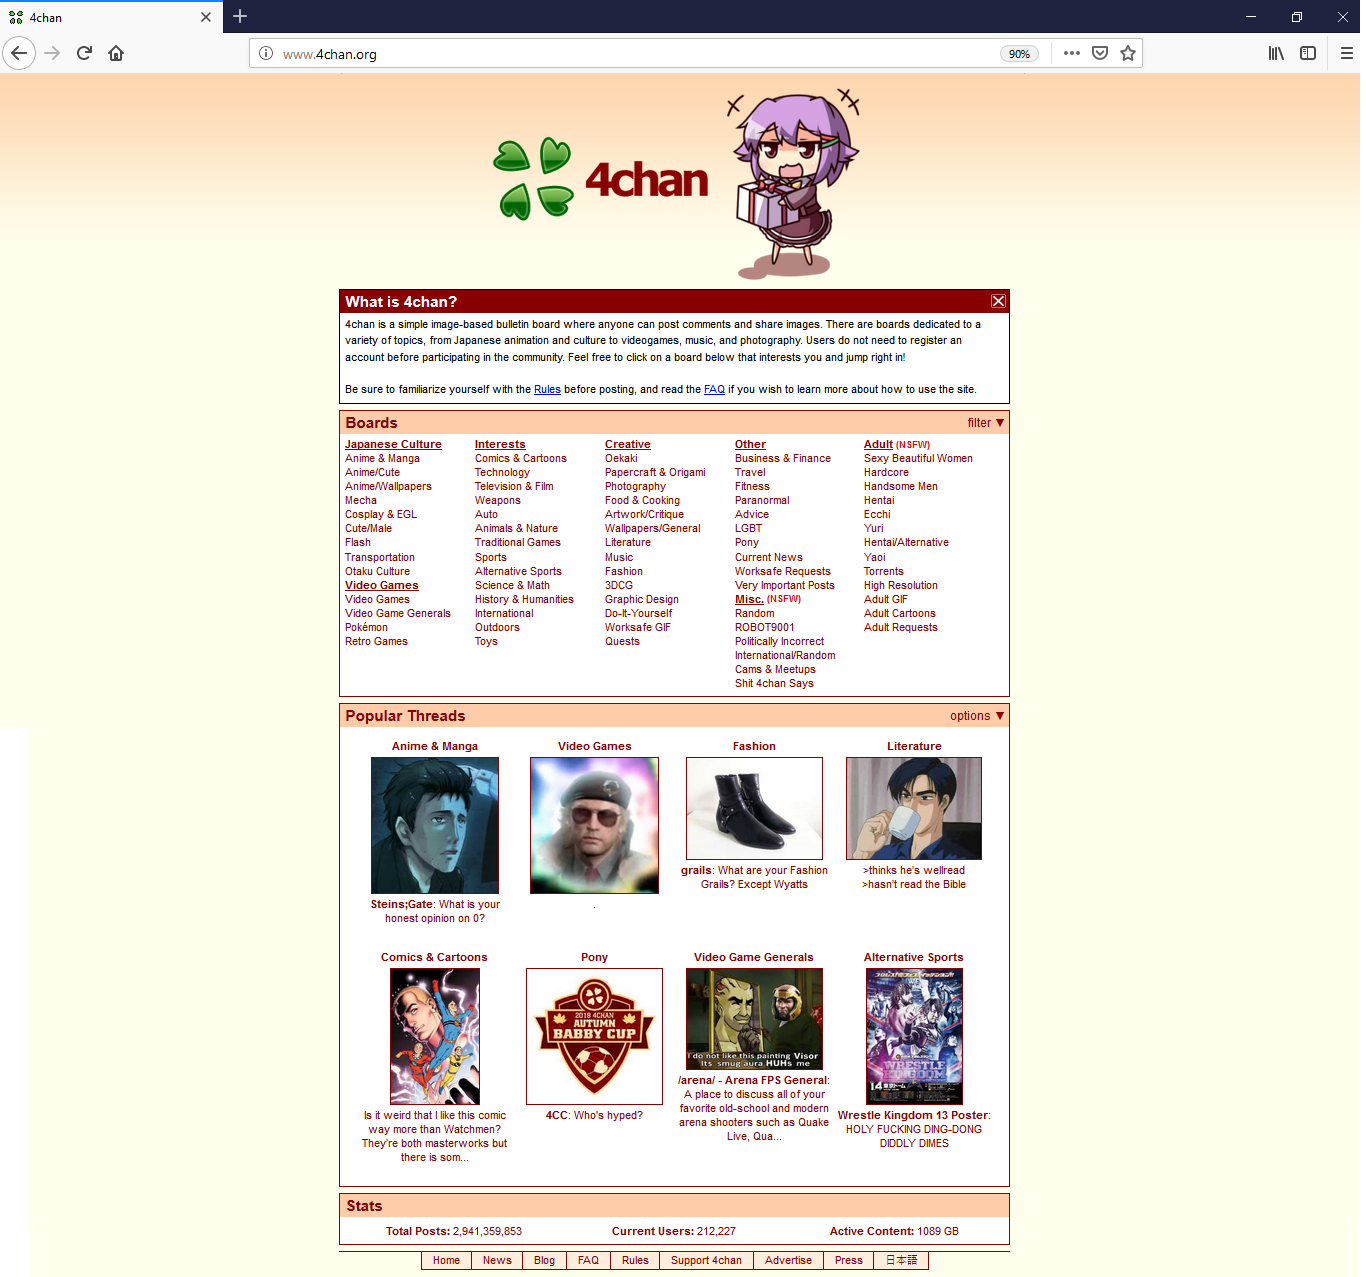 4chan
www.4chan.org
90%
4chan
What is 4chan?
4chan is a simple image-based bulletin board where anyone can post comments and share images. There are boards dedicated to a
variety of topics, from Japanese animation and culture to videogames, music, and photography. Users do not need to register an
account before participating in the community. Feel free to click on a board below that interests you and jump right in!
Be sure to familiarize yourself with the Rules before posting, and read the FAQ if you wish to learn more about how to use the site.
Boards
filter ▼
Japanese Culture
Anime & Manga
Anime/Cute
Anime/Wallpapers
Mecha
Cosplay & EGL
Cute/Male
Flash
Transportation
Otaku Culture
Video Games
Video Games
Video Game Generals
Pokémon
Retro Games
Interests
Comics & Cartoons
Technology
Television & Film
Weapons
Auto
Animals & Nature
Traditional Games
Sports
Alternative Sports
Science & Math
History & Humanities
International
Outdoors
Toys
Creative
Oekaki
Papercraft & Origami
Photography
Food & Cooking
Artwork/Critique
Wallpapers/General
Literature
Music
Fashion
3DCG
Graphic Design
Do-It-Yourself
Worksafe GIF
Quests
Other
Business & Finance
Travel
Fitness
Paranormal
Advice
LGBT
Pony
Current News
Worksafe Requests
Very Important Posts
Misc. (NSFW)
Random
ROBOT9001
Politically Incorrect
International/Random
Cams & Meetups
Shit 4chan Says
Adult (NSFW)
Sexy Beautiful Women
Hardcore
Handsome Men
Hentai
Ecchi
Yuri
Hentai/Alternative
Yaoi
Torrents
High Resolution
Adult GIF
Adult Cartoons
Adult Requests
Popular Threads
options ▼
Anime & Manga
Steins;Gate: What is your
honest opinion on 0?
Video Games
.
Fashion
grails: What are your Fashion
Grails? Except Wyatts
Literature
>thinks he's wellread
>hasn't read the Bible
Comics & Cartoons
Is it weird that I like this comic
way more than Watchmen?
They're both masterworks but
there is som...
Pony
2018 4CHAN
AUTUMN
BABBY CUP
4CC: Who's hyped?
Video Game Generals
I do not like this painting Visor
Its smug aura HUHs me
/arena/ - Arena FPS General:
A place to discuss all of your
favorite old-school and modern
arena shooters such as Quake
Live, Qua...
Alternative Sports
WRESTLE
KINGDOM
Wrestle Kingdom 13 Poster:
HOLY FUCKING DING-DONG
DIDDLY DIMES
Stats
Total Posts: 2,941,359,853
Current Users: 212,227
Active Content: 1089 GB
Home
News
Blog
FAQ
Rules
Support 4chan
Advertise
Press
日本語